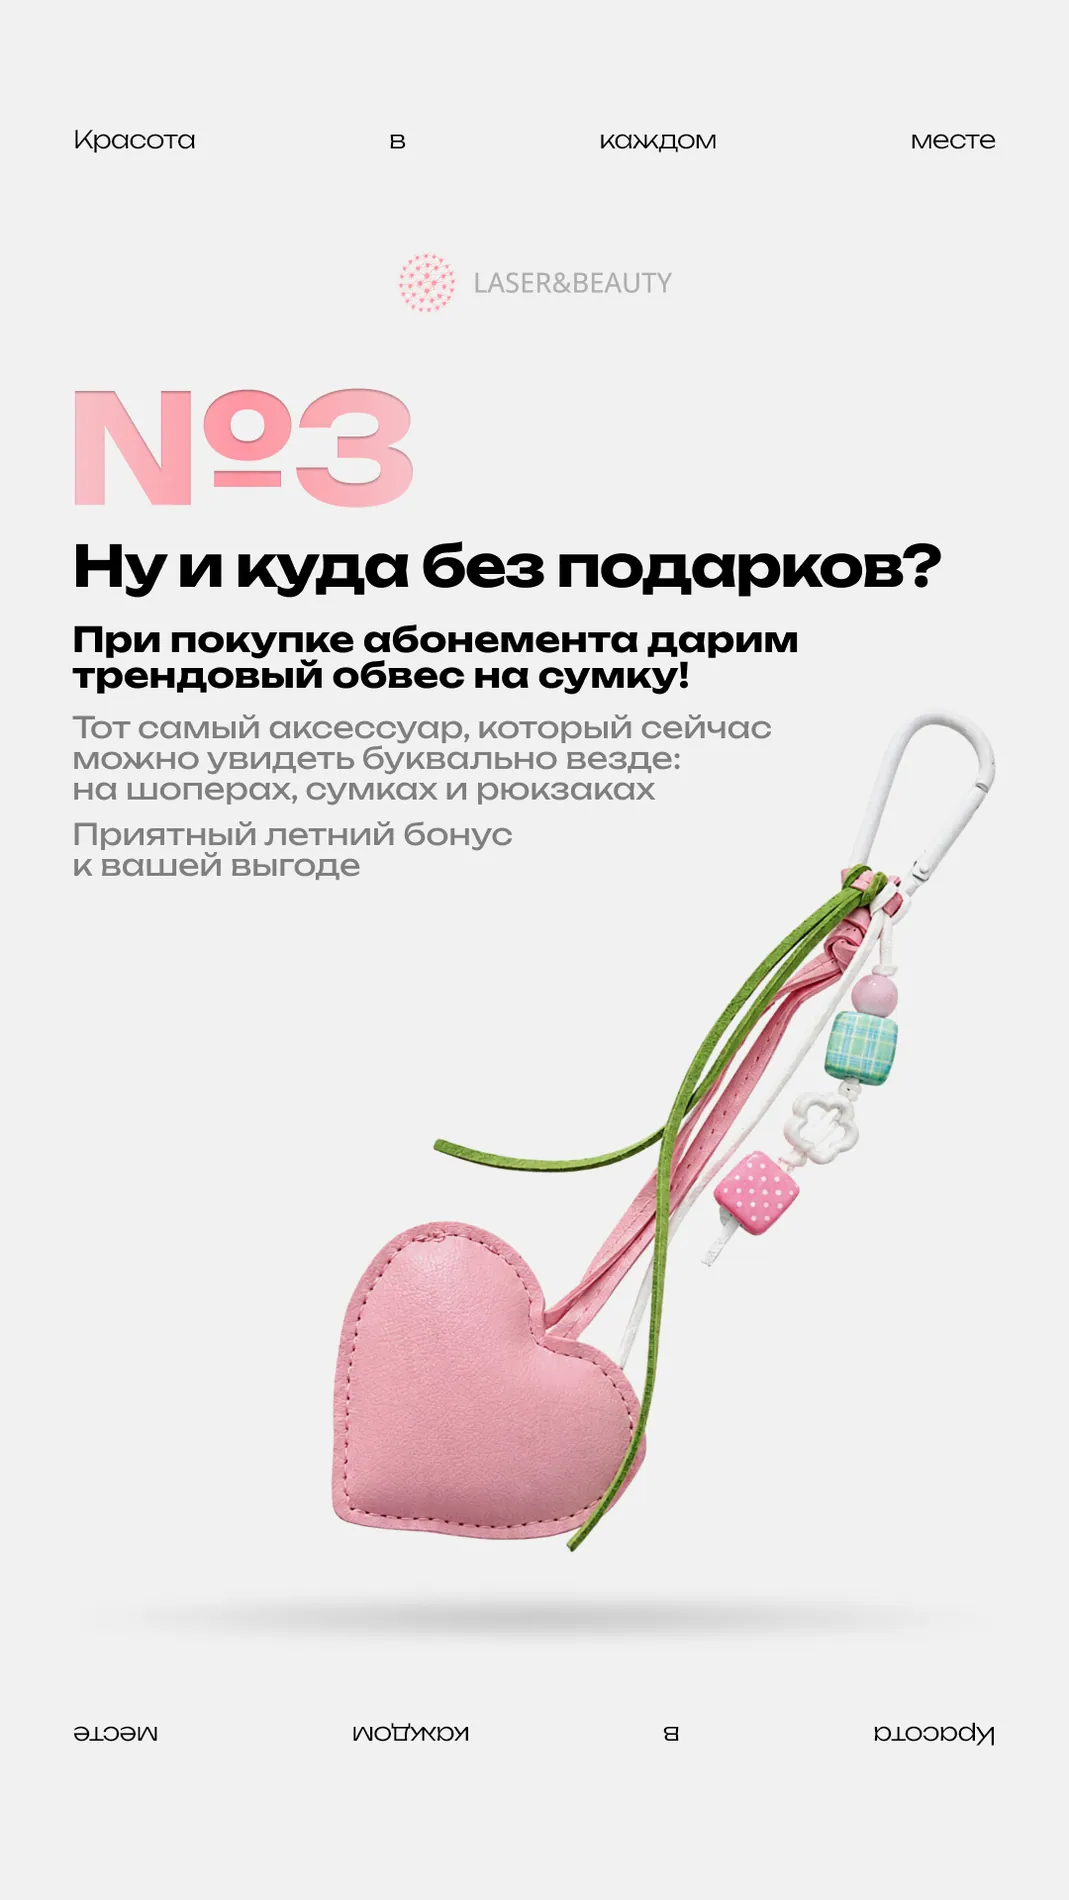 Красота в каждом месте
LASER&BEAUTY
№3
Ну и куда без подарков?
При покупке абонемента дарим
трендовый обвес на сумку!
Тот самый аксессуар, который сейчас
можно увидеть буквально везде:
на шоперах, сумках и рюкзаках
Приятный летний бонус
к вашей выгоде
Красота в каждом месте